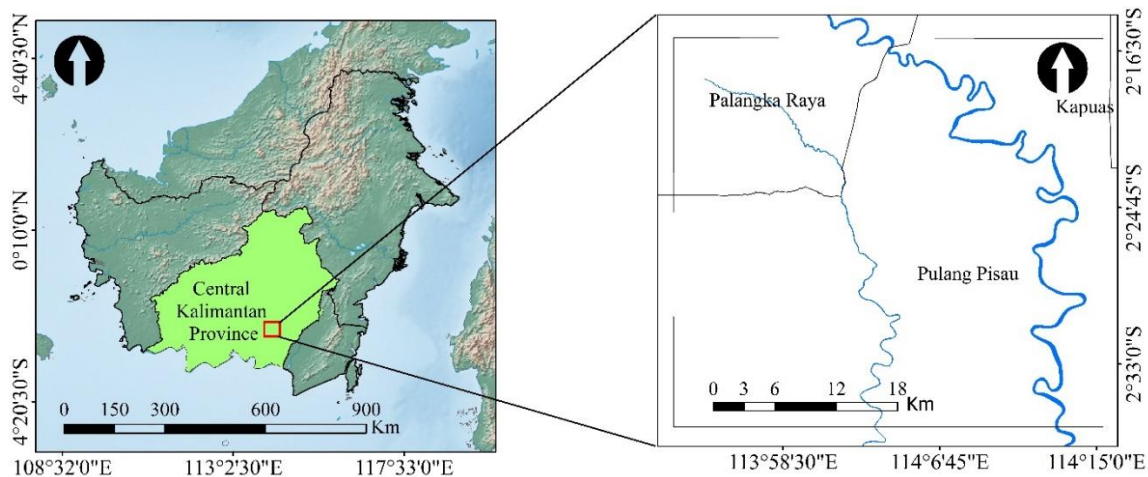 4°40'30"N
0°10'0"N
4°20'30"S
Central
Kalimantan
Province
0 150 300 600 900
Km
108°32'0"E 113°2'30"E 117°33'0"E
Palangka Raya
Kapuas
Pulang Pisau
2°16'30"S
2°24'45"S
2°33'0"S
0 3 6 12 18
Km
113°58'30"E 114°6'45"E 114°15'0"E